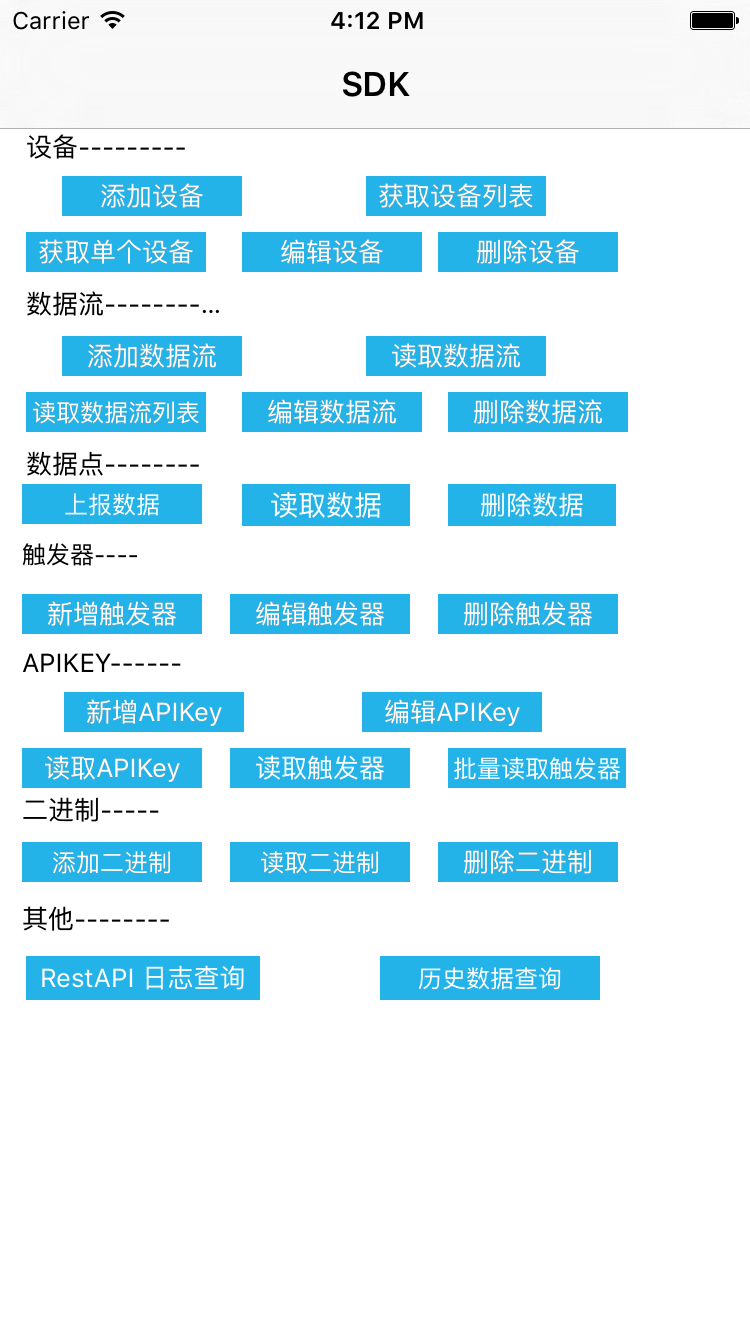 Carrier 4:12 PM
SDK
设备---------
添加设备 获取设备列表
获取单个设备 编辑设备 删除设备
数据流--------...
添加数据流 读取数据流
读取数据流列表 编辑数据流 删除数据流
数据点--------
上报数据 读取数据 删除数据
触发器----
新增触发器 编辑触发器 删除触发器
APIKEY------
新增APIKey 编辑APIKey
读取APIKey 读取触发器 批量读取触发器
二进制-----
添加二进制 读取二进制 删除二进制
其他--------
RestAPI 日志查询 历史数据查询